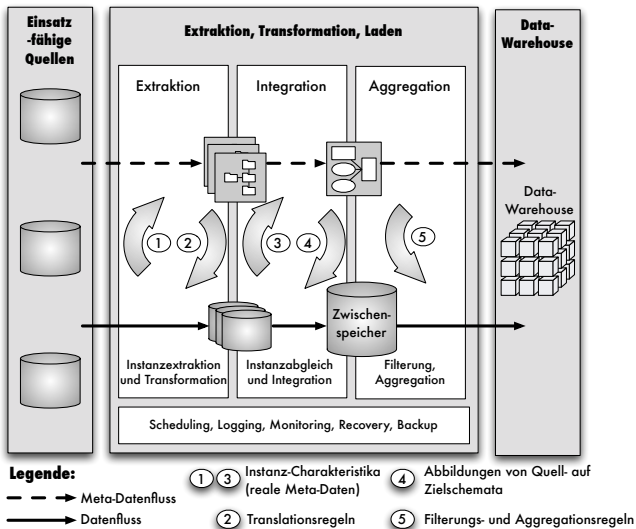 Einsatz
-fähige
Quellen
Extraktion, Transformation, Laden
Data-
Warehouse
Extraktion
Integration
Aggregation
Data-
Warehouse
1
2
3
4
5
Zwischen-
speicher
Instanzextraktion
und Transformation
Instanzabgleich
und Integration
Filterung,
Aggregation
Scheduling, Logging, Monitoring, Recovery, Backup
Legende:
Meta-Datenfluss
Datenfluss
1 3 Instanz-Charakteristika
(reale Meta-Daten)
2 Translationsregeln
4 Abbildungen von Quell- auf
Zielschemata
5 Filterungs- und Aggregationsregeln